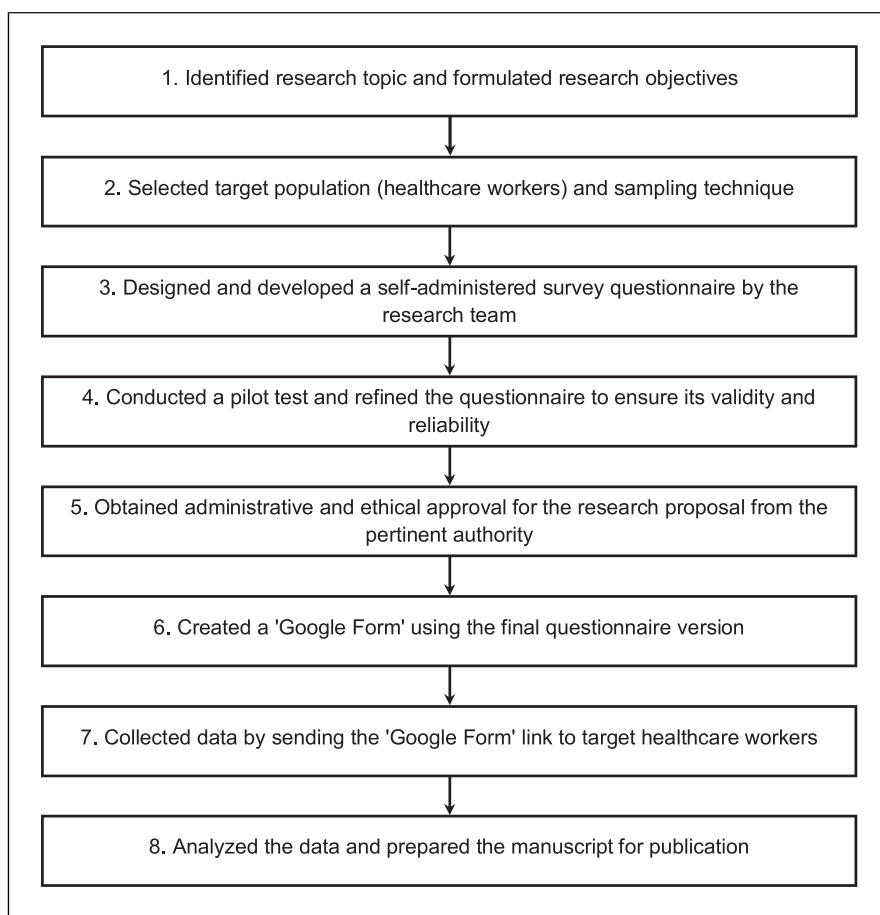 1. Identified research topic and formulated research objectives
2. Selected target population (healthcare workers) and sampling technique
3. Designed and developed a self-administered survey questionnaire by the
research team
4. Conducted a pilot test and refined the questionnaire to ensure its validity and
reliability
5. Obtained administrative and ethical approval for the research proposal from the
pertinent authority
6. Created a 'Google Form' using the final questionnaire version
7. Collected data by sending the 'Google Form' link to target healthcare workers
8. Analyzed the data and prepared the manuscript for publication